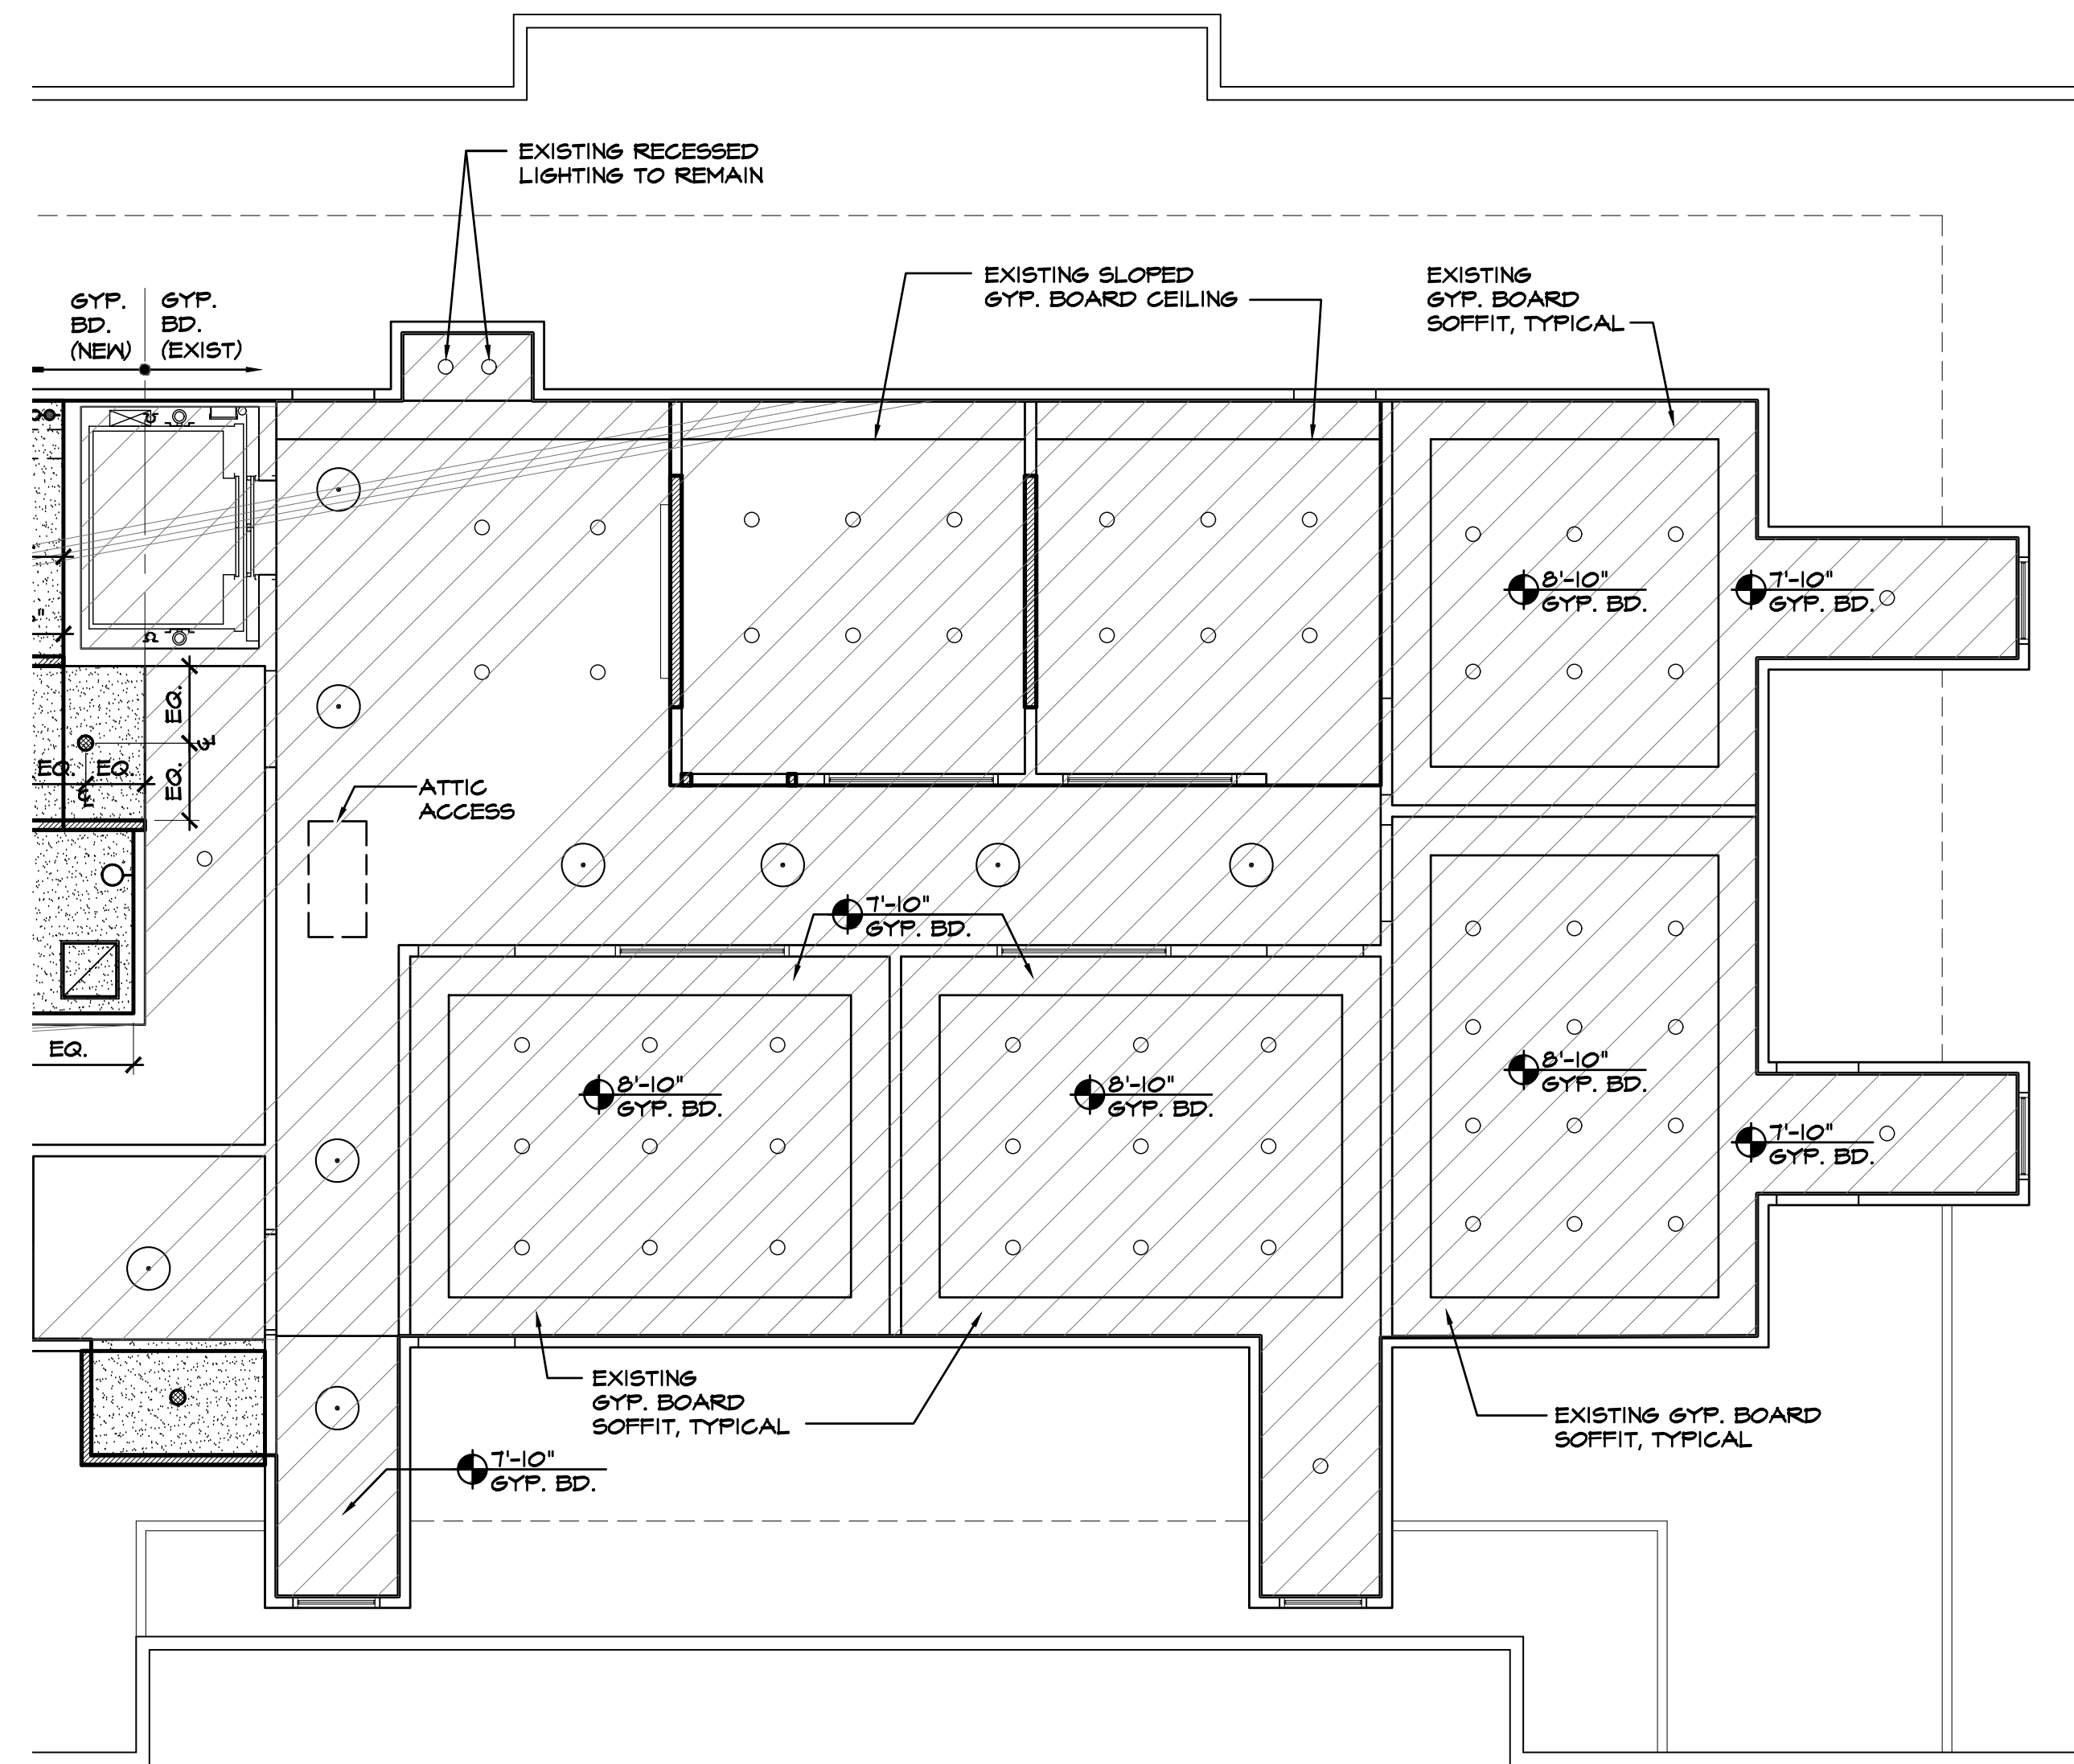 EXISTING RECESSED
LIGHTING TO REMAIN
EXISTING SLOPED
GYP. BOARD CEILING
EXISTING
GYP. BOARD
SOFFIT, TYPICAL
GYP.
BD.
(NEW)
GYP.
BD.
(EXIST)
8'-10"
GYP. BD.
7'-10"
GYP. BD.
EQ.
EQ.
EQ.
EQ.
ATTIC
ACCESS
7'-10"
GYP. BD.
EQ.
8'-10"
GYP. BD.
8'-10"
GYP. BD.
8'-10"
GYP. BD.
7'-10"
GYP. BD.
EXISTING
GYP. BOARD
SOFFIT, TYPICAL
EXISTING GYP. BOARD
SOFFIT, TYPICAL
7'-10"
GYP. BD.